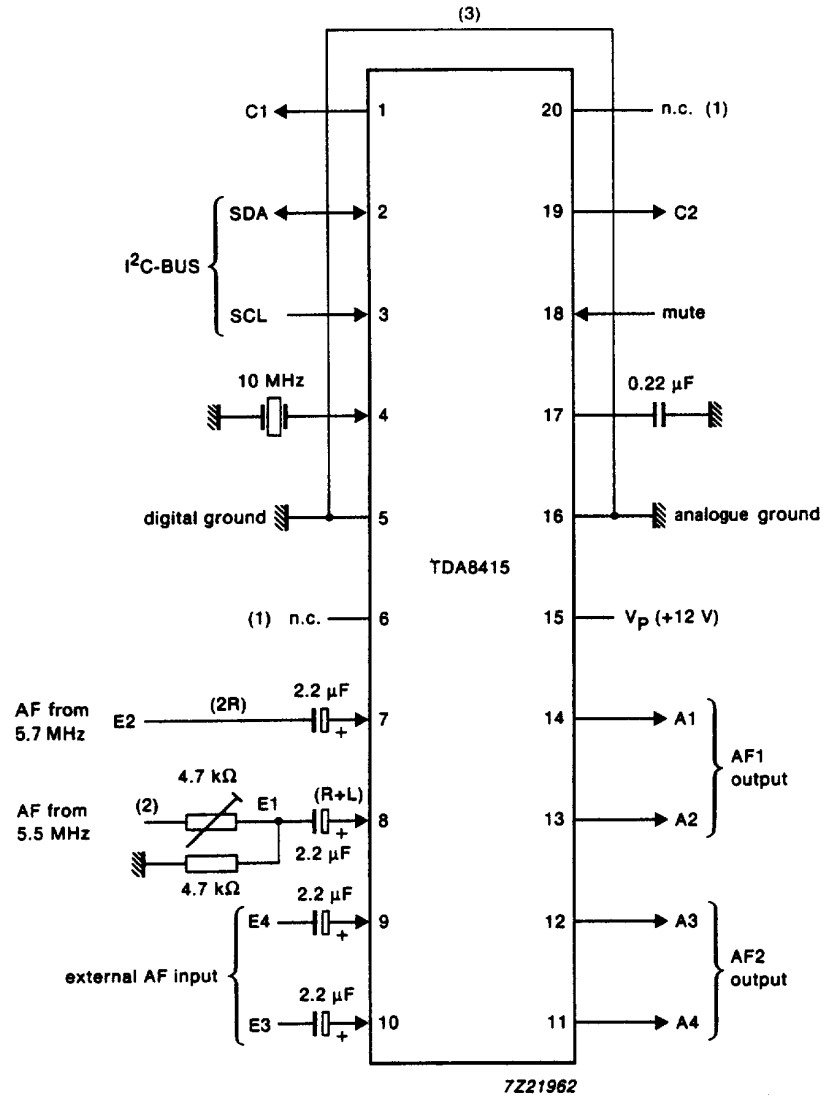 (3)
C1 1 20 n.c. (1)
SDA 2 19 C2
I²C-BUS
SCL 3 18 mute
10 MHz 0.22 μF
4 17
digital ground 5 16 analogue ground
TDA8415
(1) n.c. 6 15 Vp (+12 V)
2.2 μF
AF from
5.7 MHz
E2 (2R) + 7 14 A1
AF1
output
4.7 kΩ
AF from
5.5 MHz
(2) E1 (R+L) + 8 13 A2
2.2 μF
4.7 kΩ
2.2 μF
E4 + 9 12 A3
external AF input
AF2
output
2.2 μF
E3 + 10 11 A4
7Z21962